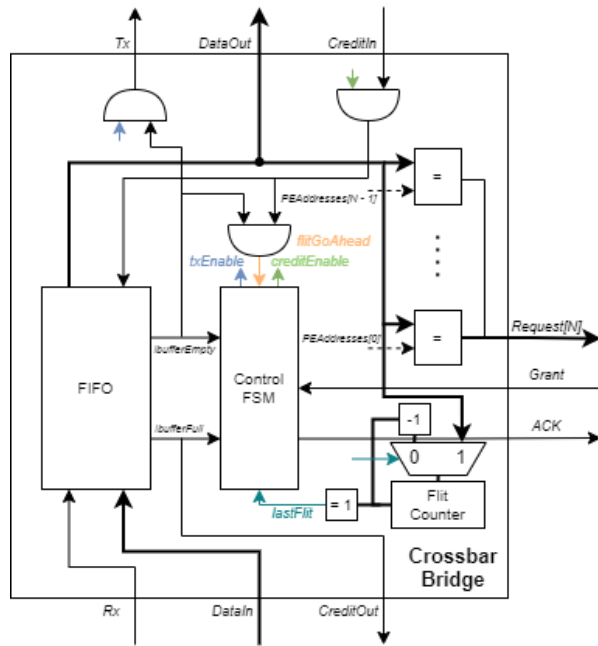 Tx
DataOut
CreditIn
PEAddresses[N - 1]
=
flitGoAhead
txEnable
creditEnable
PEAddresses[0]
=
Request[N]
!bufferEmpty
FIFO
Control
FSM
Grant
!bufferFull
-1
ACK
0 1
= 1
lastFlit
Flit
Counter
Crossbar
Bridge
Rx
DataIn
CreditOut